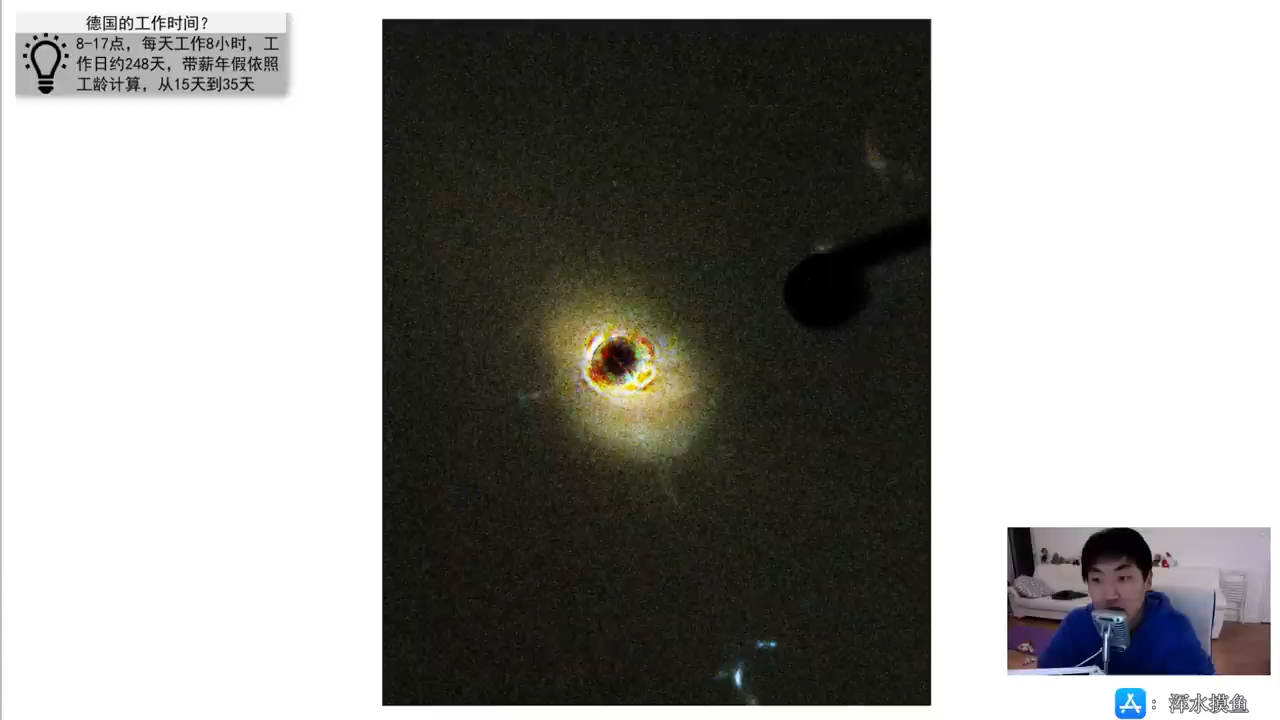 德国的工作时间？
8-17点，每天工作8小时，工
作日约248天，带薪年假依照
工龄计算，从15天到35天
：浑水摸鱼